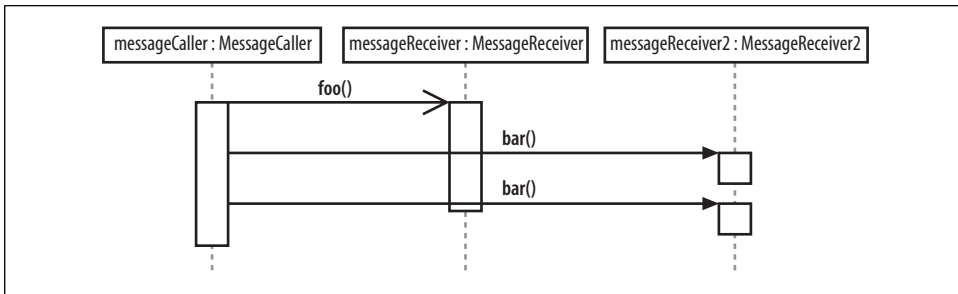 messageCaller : MessageCaller
messageReceiver : MessageReceiver
messageReceiver2 : MessageReceiver2
foo()
bar()
bar()